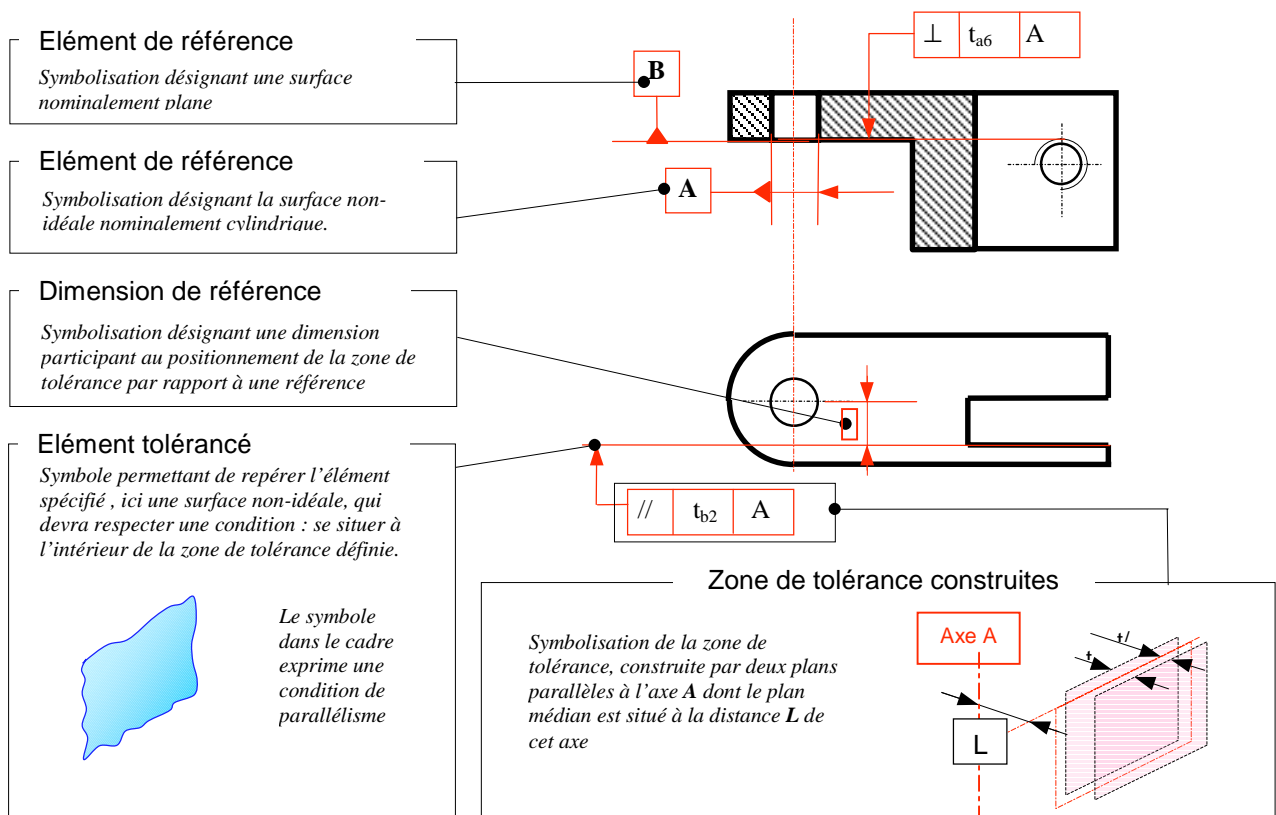 Elément de référence
Symbolisation désignant une surface
nominalement plane
B
⊥ t_a6 A
Elément de référence
Symbolisation désignant la surface non-
idéale nominalement cylindrique.
A
Dimension de référence
Symbolisation désignant une dimension
participant au positionnement de la zone de
tolérance par rapport à une référence
Elément tolérancé
Symbole permettant de repérer l’élément
spécifié , ici une surface non-idéale, qui
devra respecter une condition : se situer à
l’intérieur de la zone de tolérance définie.
// t_b2 A
Le symbole
dans le cadre
exprime une
condition de
parallélisme
Zone de tolérance construites
Symbolisation de la zone de
tolérance, construite par deux plans
parallèles à l’axe A dont le plan
médian est situé à la distance L de
cet axe
Axe A
t
t/
L